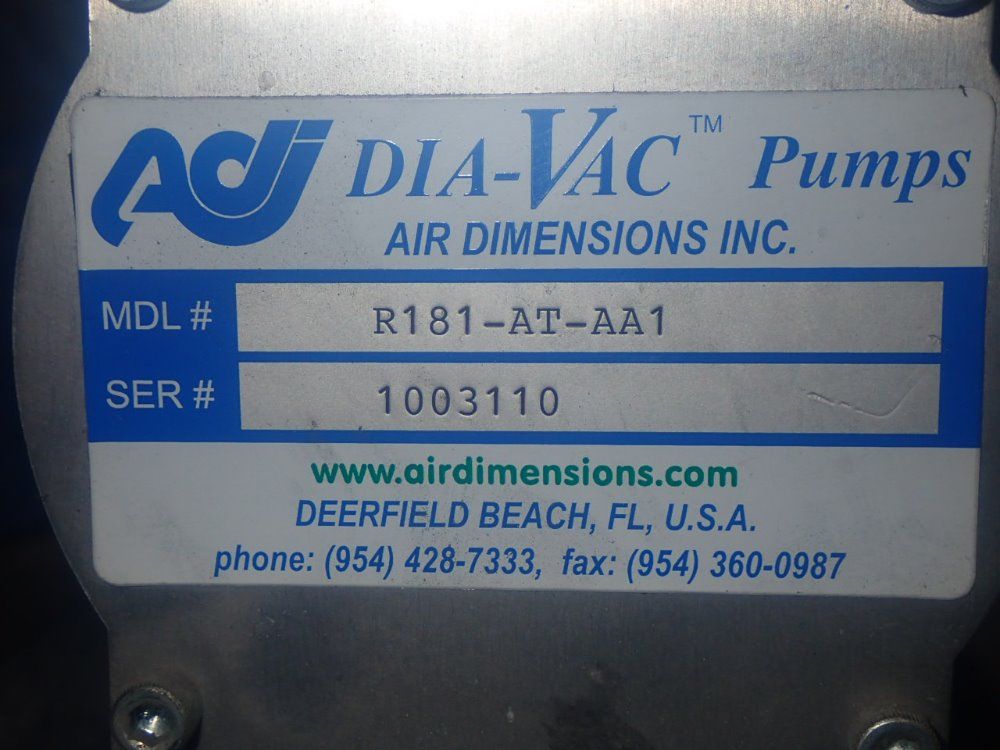 ADI DIA-VAC™ Pumps
AIR DIMENSIONS INC.
MDL # R181-AT-AA1
SER # 1003110
www.airdimensions.com
DEERFIELD BEACH, FL, U.S.A.
phone: (954) 428-7333, fax: (954) 360-0987